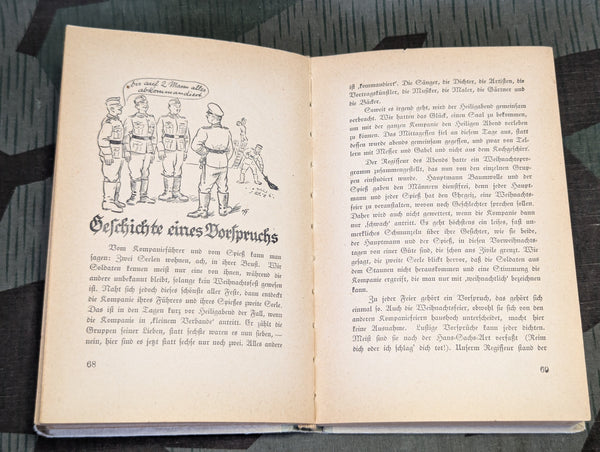 „Bis auf 2 Mann alles
abkommandiert"
Geschichte eines Vorspruchs
Vom Kompanieführer und vom Spieß kann man
sagen: Zwei Seelen wohnen, ach, in ihrer Brust. Die
Soldaten kennen meist nur eine von ihnen, während die
andere unbekannt bleibt, solange kein Weihnachtsfest gewesen
ist. Naht sich jedoch dieses schönste aller Feste, dann entdeckt
die Kompanie ihres Führers und ihres Spießes zweite Seele.
Das ist in den Tagen kurz vor Heiligabend der Fall, wenn
die Kompanie in ‚kleinem Verbande' antritt. Er zählt die
Gruppen seiner Lieben, statt sechse waren es nun sieben, —
nein, hier sind es jetzt statt sechse nur noch zwei. Alles andere
68
ist ‚kommandiert'. Die Sänger, die Dichter, die Artisten, die
Vortragskünstler, die Musiker, die Maler, die Gärtner und
die Bäcker.
Soweit es irgend geht, wird der Heiligabend gemeinsam
verbracht. Wir hatten das Glück, einen Saal zu bekommen,
um mit der ganzen Kompanie den Heiligen Abend verleben
zu können. Das Mittagessen fiel an diesem Tage aus, statt
dessen wurde abends gemeinsam gegessen, und zwar von Tel-
lern mit Messer und Gabel und nicht aus dem Kochgeschirr.
Der Regisseur des Abends hatte ein Weihnachtspro-
gramm zusammengestellt, das nun von den einzelnen Grup-
pen einstudiert wurde. Hauptmann Baumwolle und der
Spieß gaben den Männern dienstfrei, denn jeder Haupt-
mann und jeder Spieß hat den Ehrgeiz, eine Weihnachts-
feier zu veranstalten, wovon noch Geschlechter sprechen sollen.
Daher wird auch nicht gewettert, wenn die Kompanie dann
nur ‚schwach' antritt. Es geht höchstens ein leises, fast un-
merkliches Schmunzeln über ihre Gesichter, wie sie beide,
der Hauptmann und der Spieß, in diesen Vorweihnachts-
tagen von einer Güte sind, die schon ans Zivile grenzt. Wie
gesagt, die zweite Seele blickt hervor, daß die Soldaten aus
dem Staunen nicht herauskommen und eine Stimmung die
Kompanie ergreift, die man nur mit ‚weihnachtlich' bezeichnen
kann.
Zu jeder Feier gehört ein Vorspruch, das gehört sich
einmal so. Auch die Weihnachtsfeier, obwohl sie sich von den
anderen Kompaniefeiern haushoch unterscheidet, macht hier
keine Ausnahme. Lustige Vorsprüche kann jeder dichten.
Meist sind sie nach der Hans-Sachs-Art verfaßt (Reim
dich oder ich schlag' dich tot!). Unserm Regisseur stand der
69